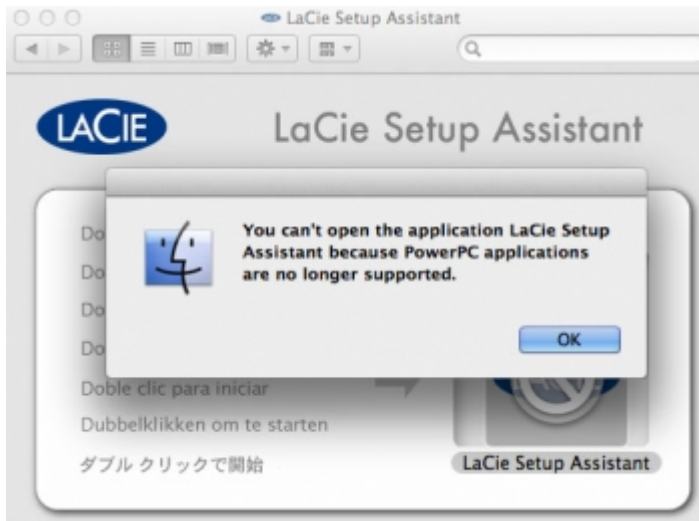 LaCie Setup Assistant
LACIE
LaCie Setup Assistant
You can't open the application LaCie Setup
Assistant because PowerPC applications
are no longer supported.
OK
Do
Do
Do
Do
Doble clic para iniciar
Dubbelklikken om te starten
ダブル クリックで開始
LaCie Setup Assistant